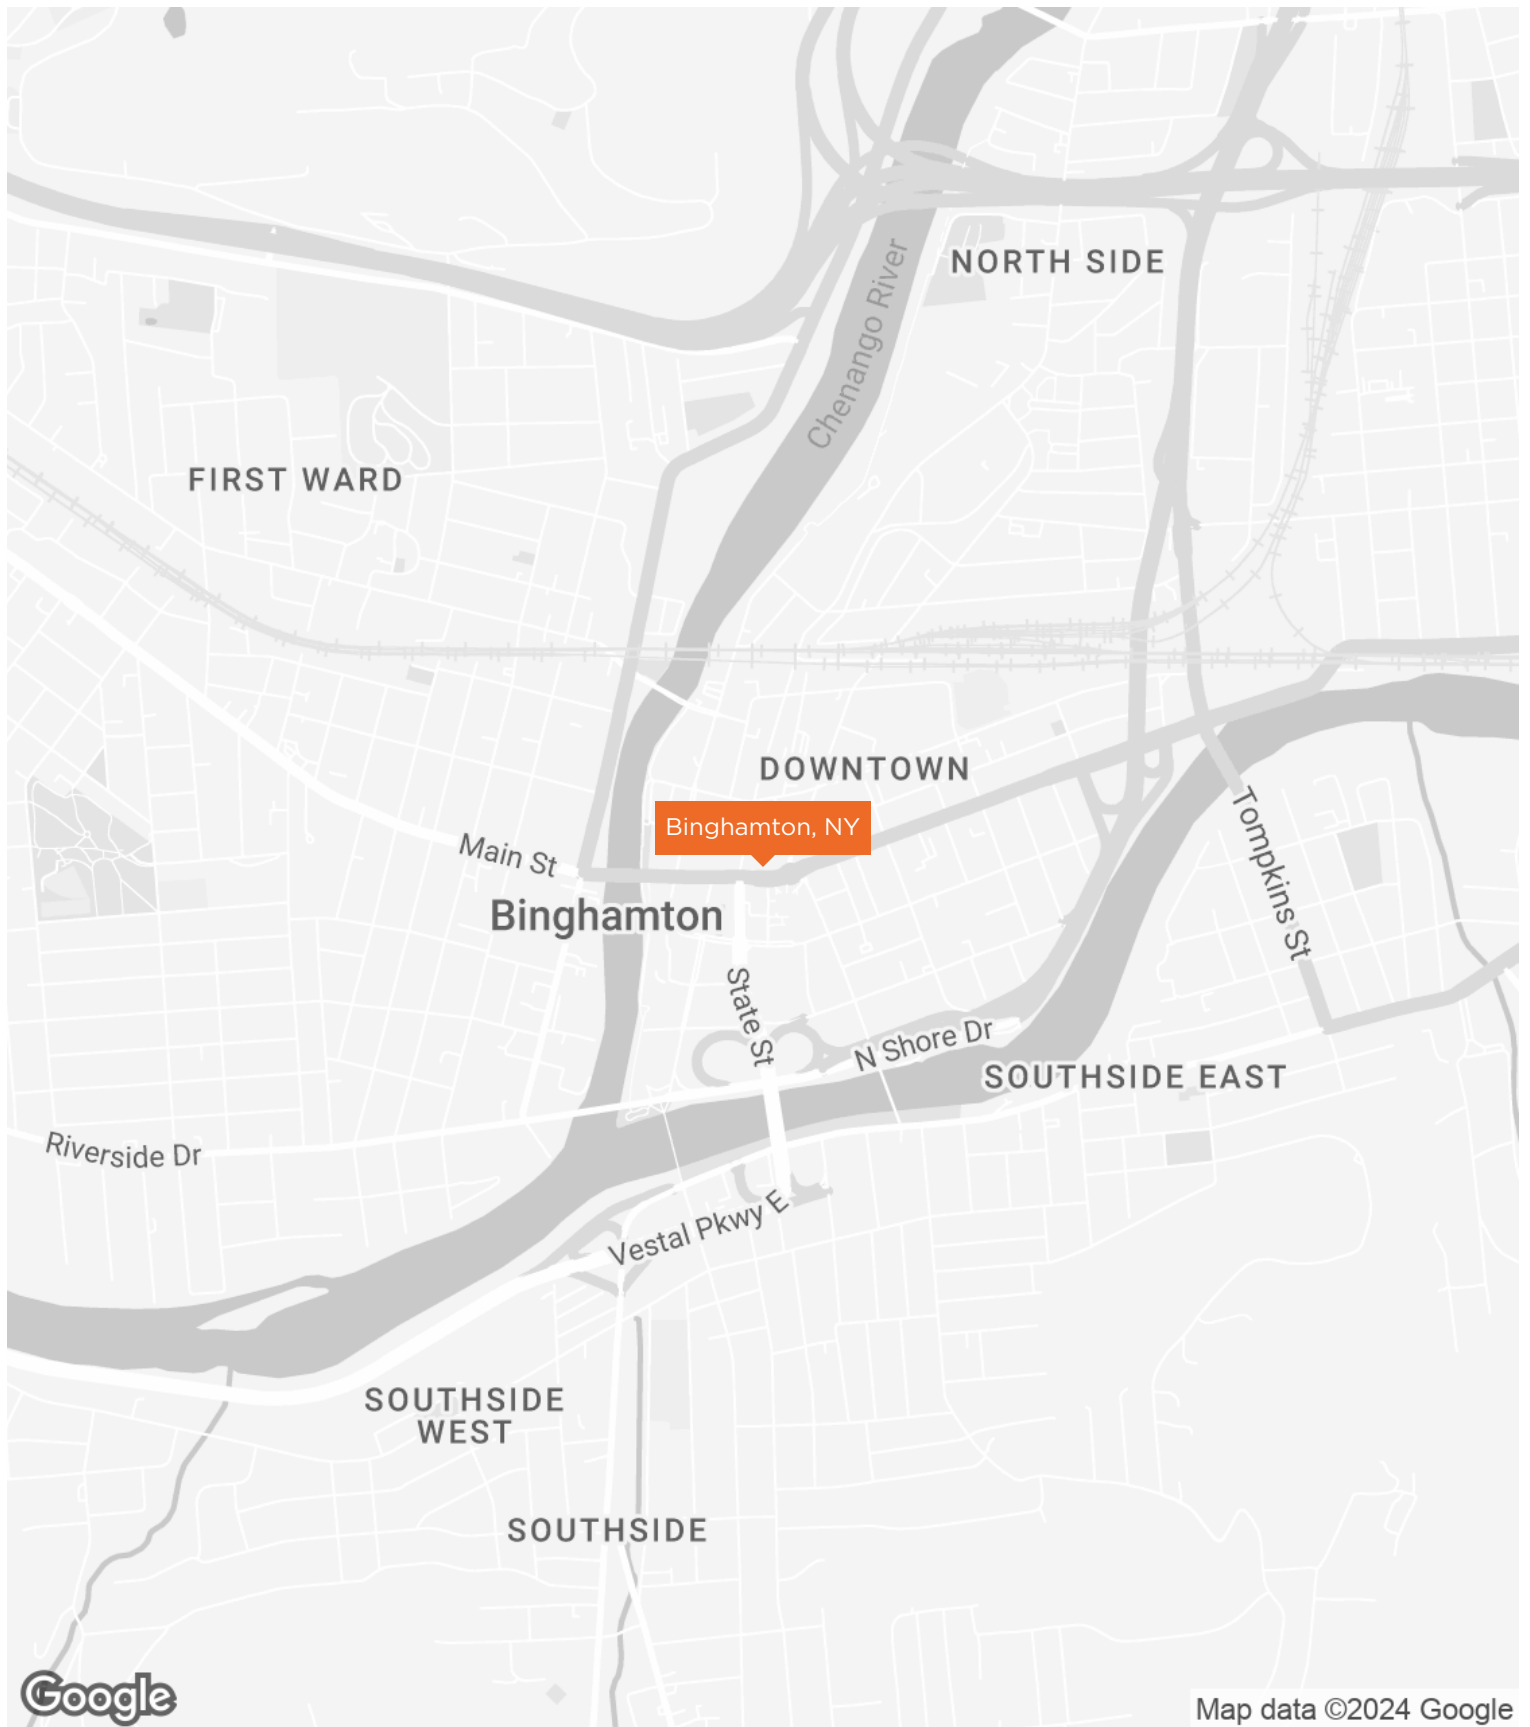 NORTH SIDE
Chenango River
FIRST WARD
DOWNTOWN
Binghamton, NY
Main St
Tompkins St
Binghamton
State St
N Shore Dr
SOUTHSIDE EAST
Riverside Dr
Vestal Pkwy E
SOUTHSIDE
WEST
SOUTHSIDE
Google
Map data ©2024 Google